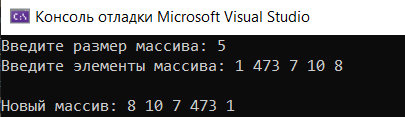 Консоль отладки Microsoft Visual Studio
Введите размер массива: 5
Введите элементы массива: 1 473 7 10 8
Новый массив: 8 10 7 473 1